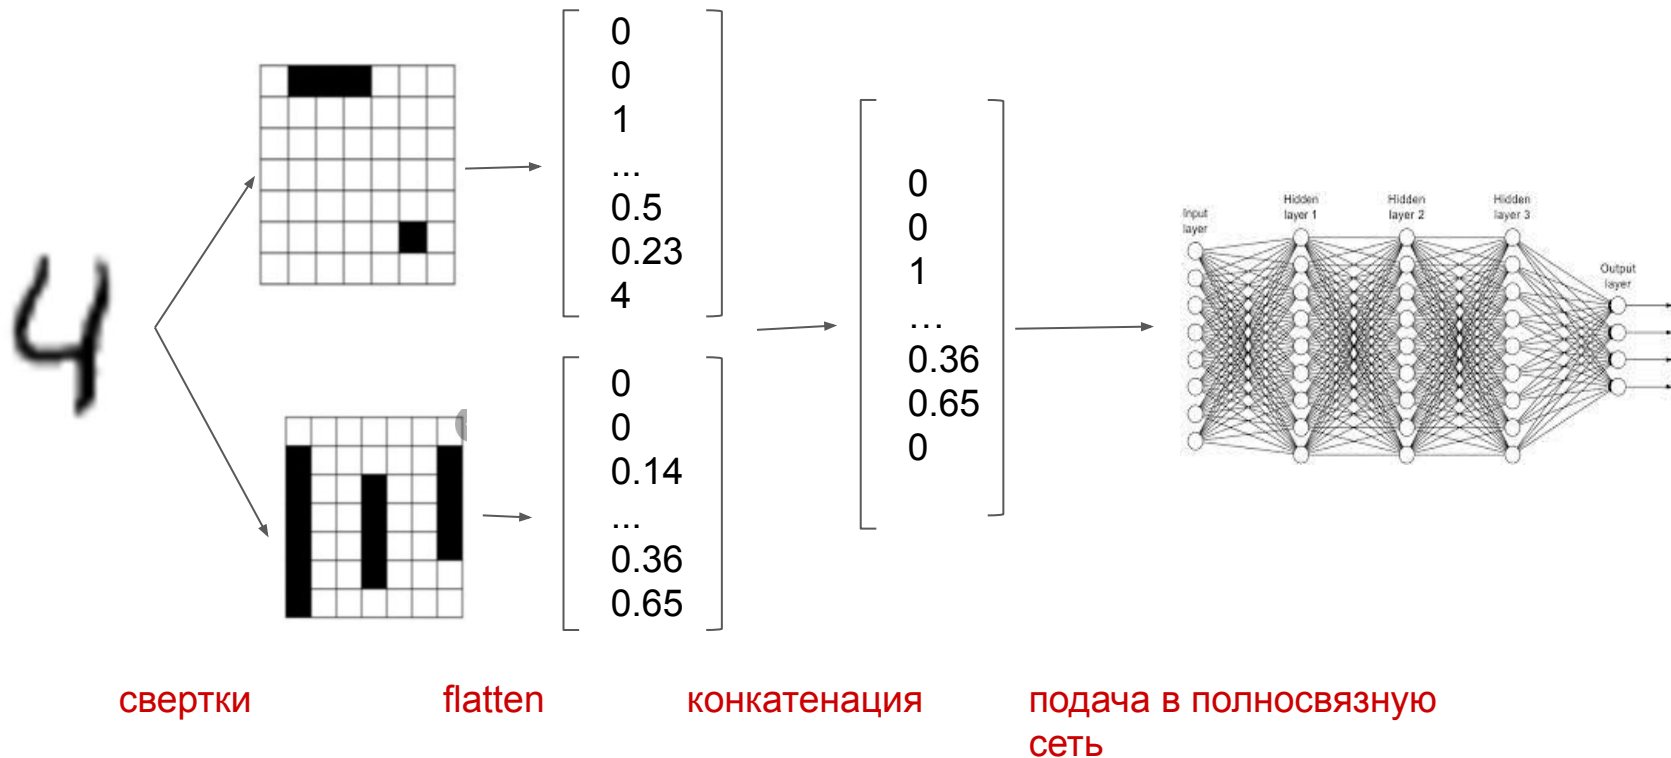 0
0
1
...
0.5
0.23
4
0
0
0.14
...
0.36
0.65
0
0
1
...
0.36
0.65
0
Input
layer
Hidden
layer 1
Hidden
layer 2
Hidden
layer 3
Output
layer
4
свертки
flatten
конкатенация
подача в полносвязную
сеть